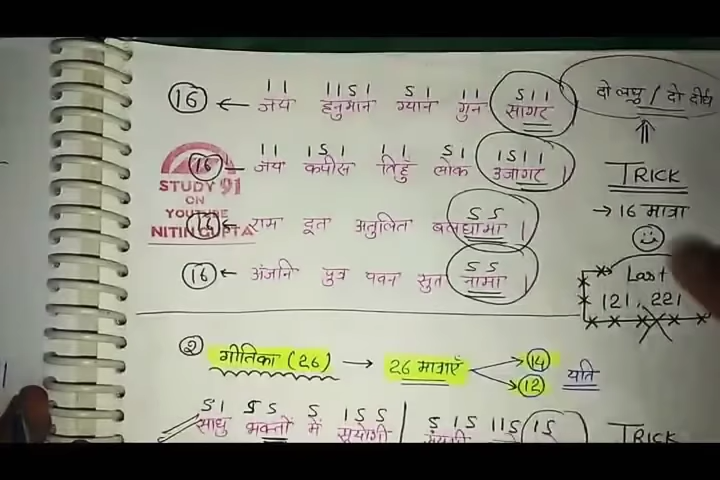 । । ।।ऽ। ऽ। । । ऽ । ।
16 ← जय हनुमान ग्यान गुन सागर
दो लघु / दो दीर्घ
।। ।ऽ। । । ऽ। ।ऽ। ।
16 ← जय कपीस तिहुँ लोक उजागर ।
TRICK
STUDY 91
ON
YOUTUBE
NITIN GUPTA
→ 16 मात्रा
ऽ ऽ
16 ← राम दूत अतुलित बलधामा ।
ऽ ऽ
16 ← अंजनि पुत्र पवन सुत नामा ।
Last
121, 221
② गीतिका (26) → 26 मात्राएँ
14
12
यति
ऽ। ऽ ऽ ऽ । ऽ ऽ | ऽ । ऽ ।।ऽ ।ऽ
साधु भक्तों में सुयोगी
TRICK